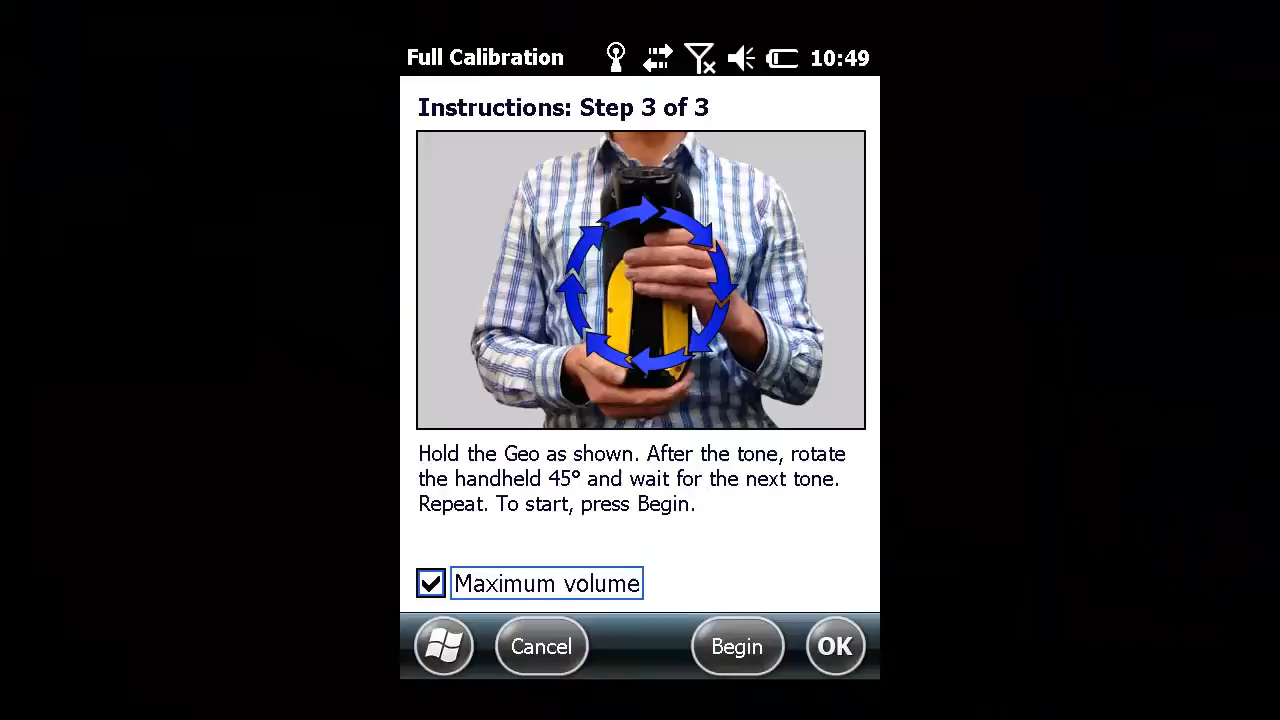 Full Calibration 10:49
Instructions: Step 3 of 3
Hold the Geo as shown. After the tone, rotate
the handheld 45° and wait for the next tone.
Repeat. To start, press Begin.
Maximum volume
Cancel Begin OK